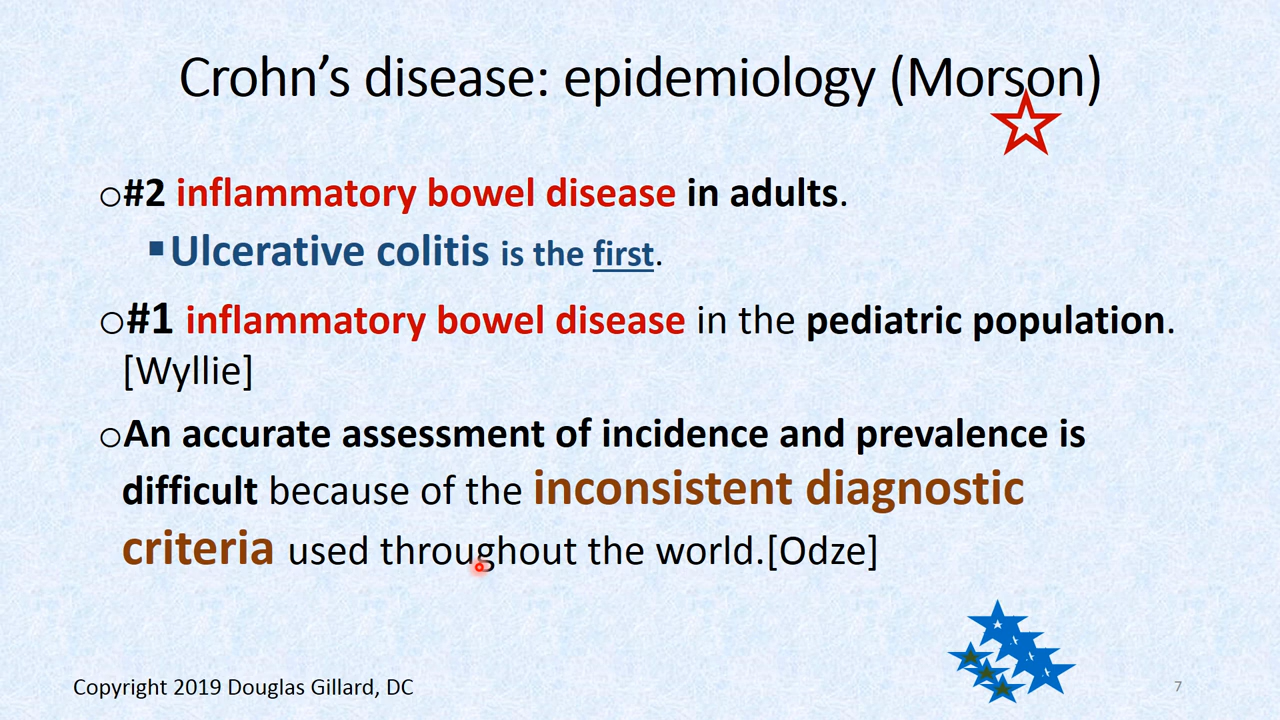 Crohn’s disease: epidemiology (Morson)
○#2 inflammatory bowel disease in adults.
▪Ulcerative colitis is the first.
○#1 inflammatory bowel disease in the pediatric population.
[Wyllie]
○An accurate assessment of incidence and prevalence is
difficult because of the inconsistent diagnostic
criteria used throughout the world.[Odze]
Copyright 2019 Douglas Gillard, DC
7